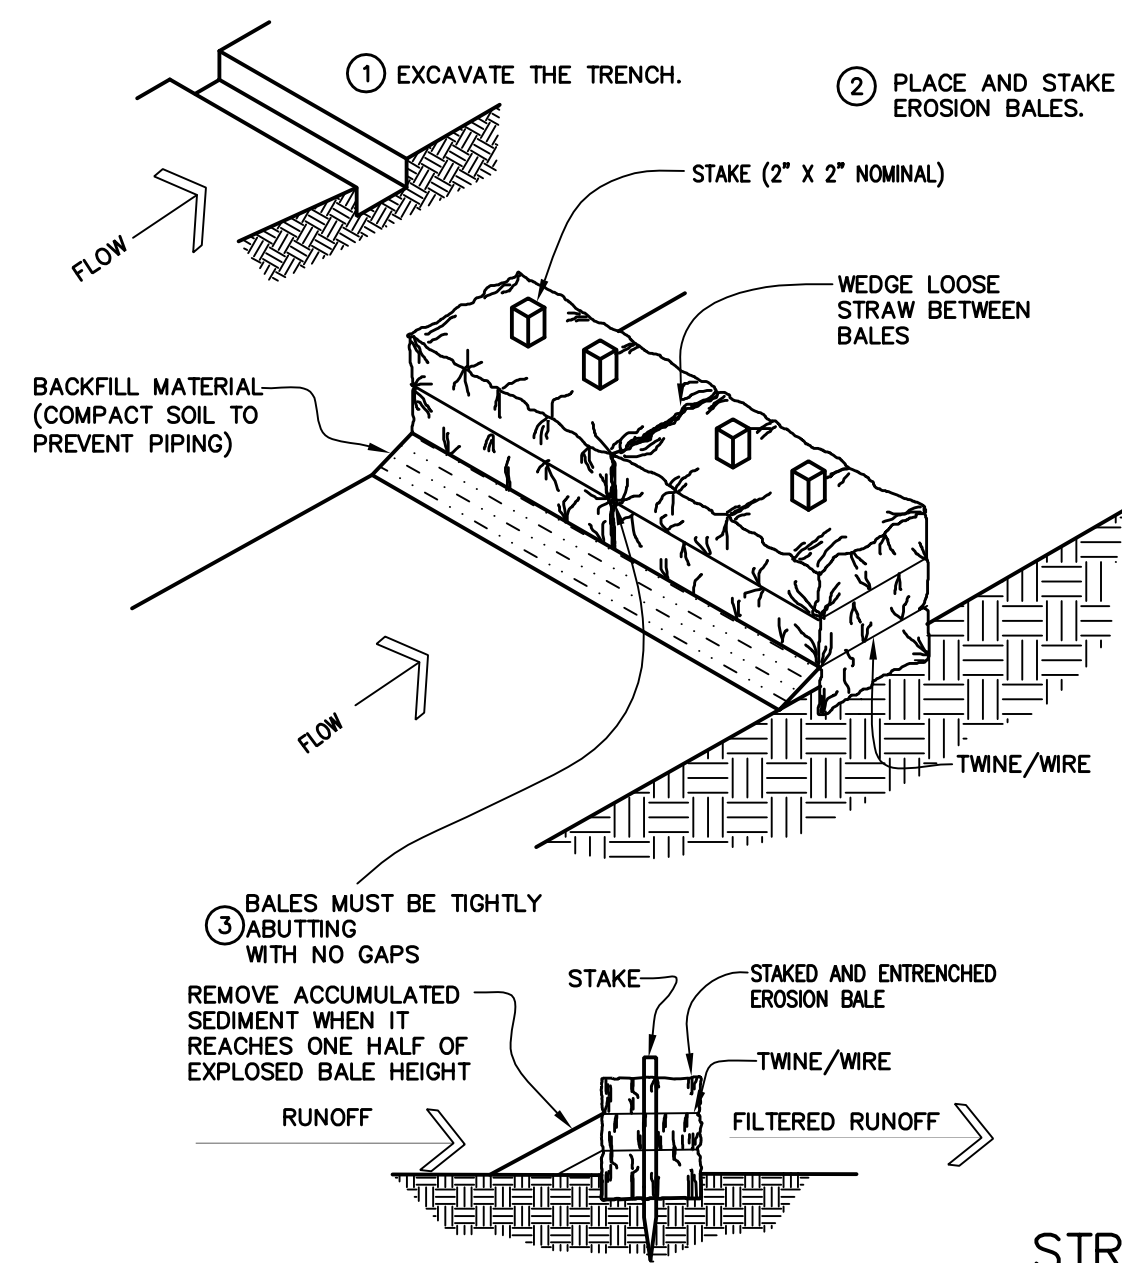 1 EXCAVATE THE TRENCH.
2 PLACE AND STAKE
EROSION BALES.
STAKE (2" X 2" NOMINAL)
FLOW
WEDGE LOOSE
STRAW BETWEEN
BALES
BACKFILL MATERIAL
(COMPACT SOIL TO
PREVENT PIPING)
FLOW
TWINE/WIRE
3 BALES MUST BE TIGHTLY
ABUTTING
WITH NO GAPS
STAKE
STAKED AND ENTRENCHED
EROSION BALE
REMOVE ACCUMULATED
SEDIMENT WHEN IT
REACHES ONE HALF OF
EXPLOSED BALE HEIGHT
TWINE/WIRE
RUNOFF
FILTERED RUNOFF
STR